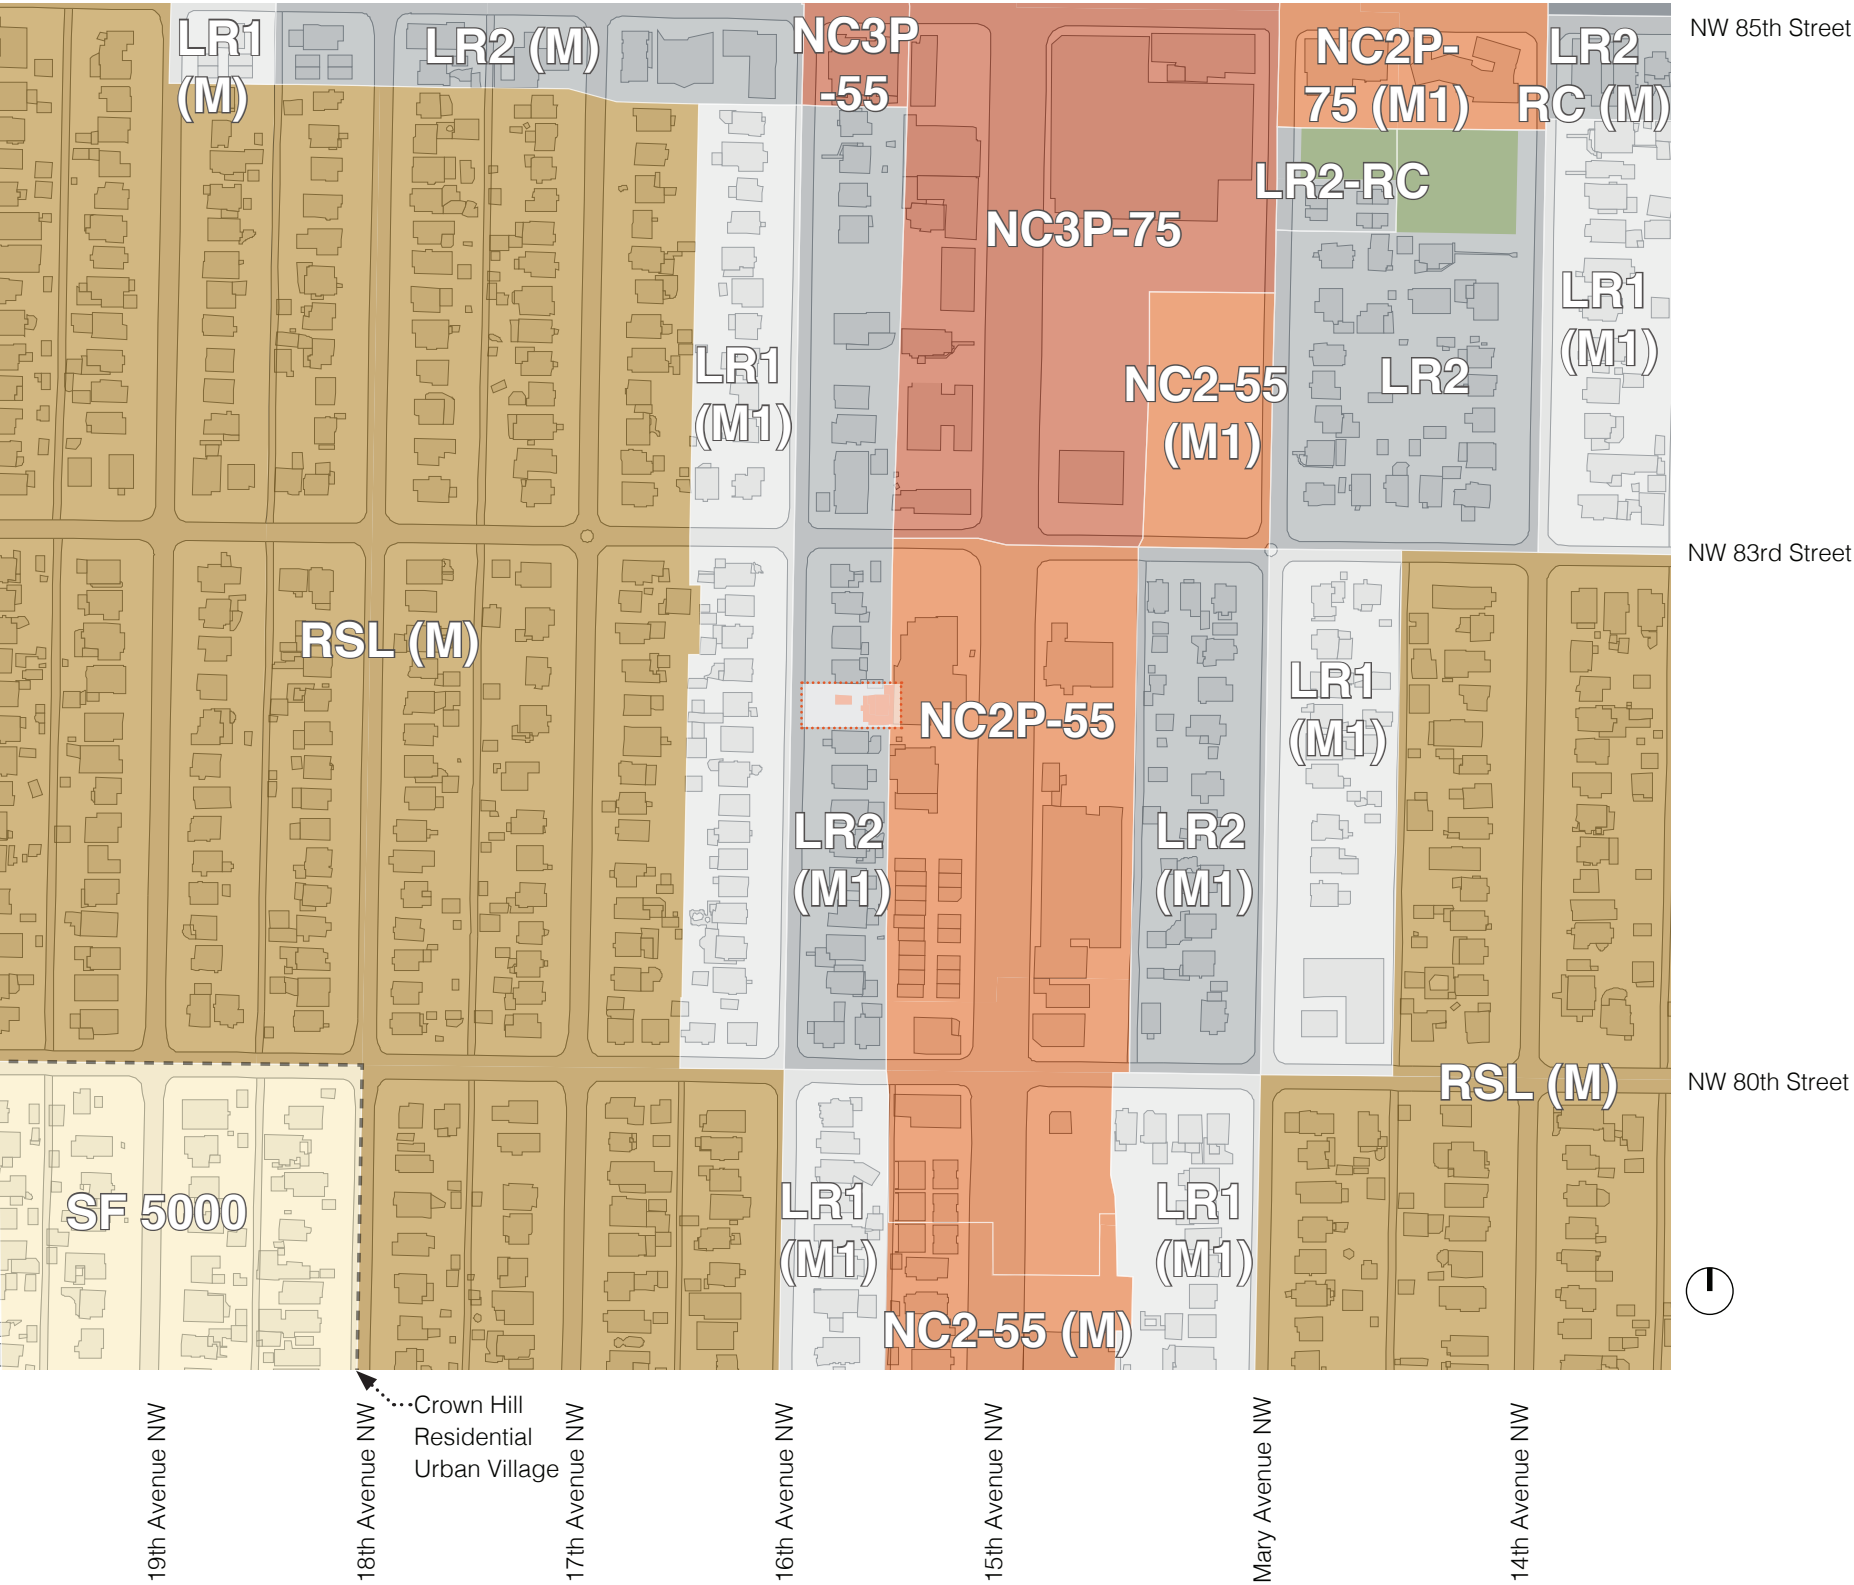 LR1
(M)
LR2 (M)
NC3P
-55
NC2P-
75 (M1)
LR2
RC (M)
NW 85th Street
LR2-RC
NC3P-75
LR1
(M1)
LR1
(M1)
NC2-55
(M1)
LR2
NW 83rd Street
RSL (M)
LR1
(M1)
NC2P-55
LR2
(M1)
LR2
(M1)
RSL (M)
NW 80th Street
SF 5000
LR1
(M1)
LR1
(M1)
NC2-55 (M)
Crown Hill
Residential
Urban Village
19th Avenue NW
18th Avenue NW
17th Avenue NW
16th Avenue NW
15th Avenue NW
Mary Avenue NW
14th Avenue NW